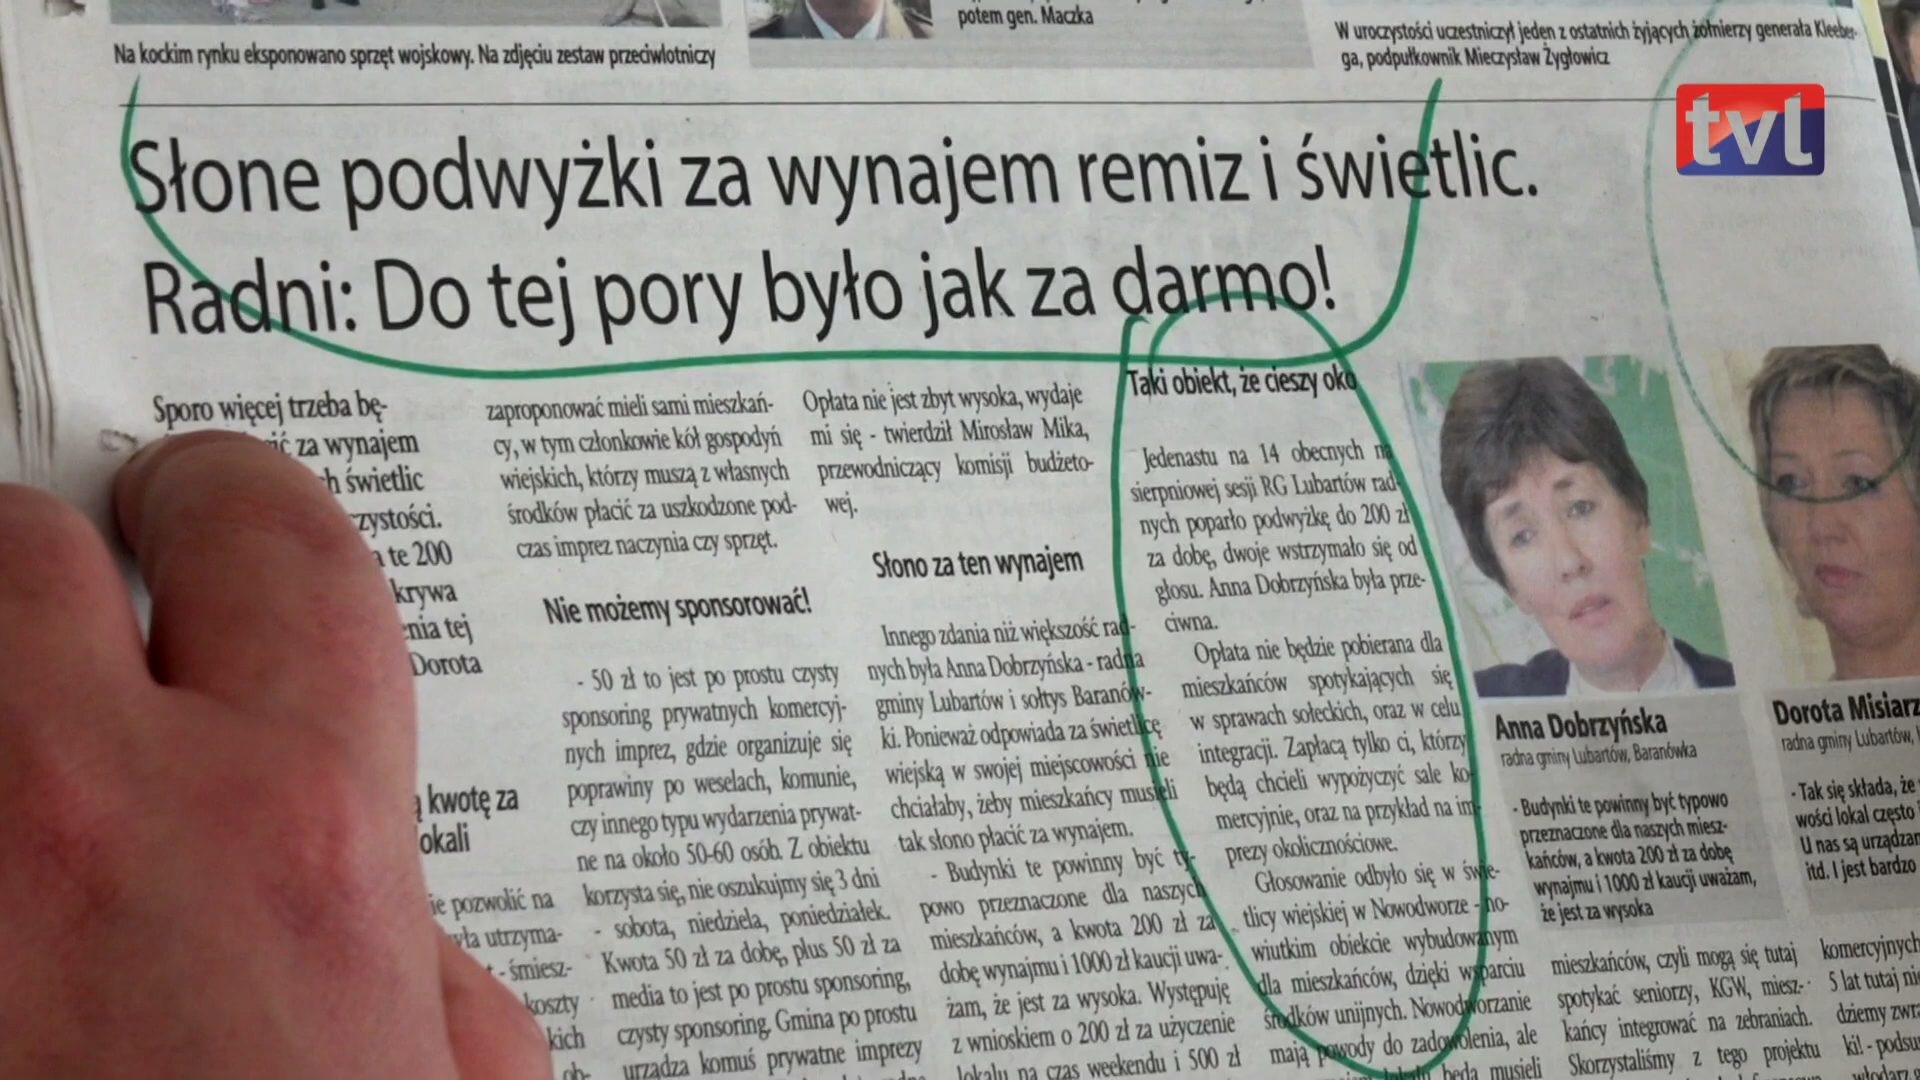 Na kockim rynku eksponowano sprzęt wojskowy. Na zdjęciu zestaw przeciwlotniczy
potem gen. Maczka
W uroczystości uczestniczył jeden z ostatnich żyjących żołnierzy generała Kleeber-
ga, podpułkownik Mieczysław Żygłowicz
tvl
Słone podwyżki za wynajem remiz i świetlic.
Radni: Do tej pory było jak za darmo!
Sporo więcej trzeba bę-
za wynajem
świetlic
te 200
tej
Dorota
kwotę za
pozwolić na
koszty
zaproponować mieli sami mieszkań-
cy, w tym członkowie kół gospodyń
wiejskich, którzy muszą z własnych
środków płacić za uszkodzone pod-
czas imprez naczynia czy sprzęt.
Nie możemy sponsorować!
- 50 zł to jest po prostu czysty
sponsoring prywatnych komercyj-
nych imprez, gdzie organizuje się
poprawiny po weselach, komunie,
czy innego typu wydarzenia prywat-
ne na około 50-60 osób. Z obiektu
korzysta się, nie oszukujmy się 3 dni
- sobota, niedziela, poniedziałek.
Kwota 50 zł za dobę, plus 50 zł za
media to jest po prostu sponsoring,
czysty sponsoring. Gmina po prostu
urządza komuś prywatne imprezy
Opłata nie jest zbyt wysoka, wydaje
mi się - twierdził Mirosław Mika,
przewodniczący komisji budżeto-
wej.
Słono za ten wynajem
Innego zdania niż większość rad-
nych była Anna Dobrzyńska - radna
gminy Lubartów i sołtys Baranów-
ki. Ponieważ odpowiada za świetlicę
wiejską w swojej miejscowości nie
chciałaby, żeby mieszkańcy musieli
tak słono płacić za wynajem.
- Budynki te powinny być ty-
powo przeznaczone dla naszych
mieszkańców, a kwota 200 zł za
dobę wynajmu i 1000 zł kaucji uwa-
żam, że jest za wysoka. Występuję
z wnioskiem o 200 zł za użyczenie
lokalu na czas weekendu i 500 zł
Taki obiekt, że cieszy oko
Jedenastu na 14 obecnych na
sierpniowej sesji RG Lubartów rad-
nych poparło podwyżkę do 200 zł
za dobę, dwoje wstrzymało się od
głosu. Anna Dobrzyńska była prze-
ciwna.
Opłata nie będzie pobierana dla
mieszkańców spotykających się
w sprawach sołeckich, oraz w celu
integracji. Zapłacą tylko ci, którzy
będą chcieli wypożyczyć sale ko-
mercyjnie, oraz na przykład na im-
prezy okolicznościowe.
Głosowanie odbyło się w świe-
tlicy wiejskiej w Nowodworze - no-
wiutkim obiekcie wybudowanym
dla mieszkańców, dzięki wsparciu
środków unijnych. Nowodworzanie
mają powody do zadowolenia, ale
będą musieli
Anna Dobrzyńska
radna gminy Lubartów, Baranówka
- Budynki te powinny być typowo
przeznaczone dla naszych miesz-
kańców, a kwota 200 zł za dobę
wynajmu i 1000 zł kaucji uważam,
że jest za wysoka
mieszkańców, czyli mogą się tutaj
spotykać seniorzy, KGW, miesz-
kańcy integrować na zebraniach.
Skorzystaliśmy z tego projektu
Dorota Misiarz
radna gminy Lubartów,
- Tak się składa, że
wości lokal często
U nas są urządzan
itd. I jest bardzo
komercyjnych
5 lat tutaj nie
dziemy zwra